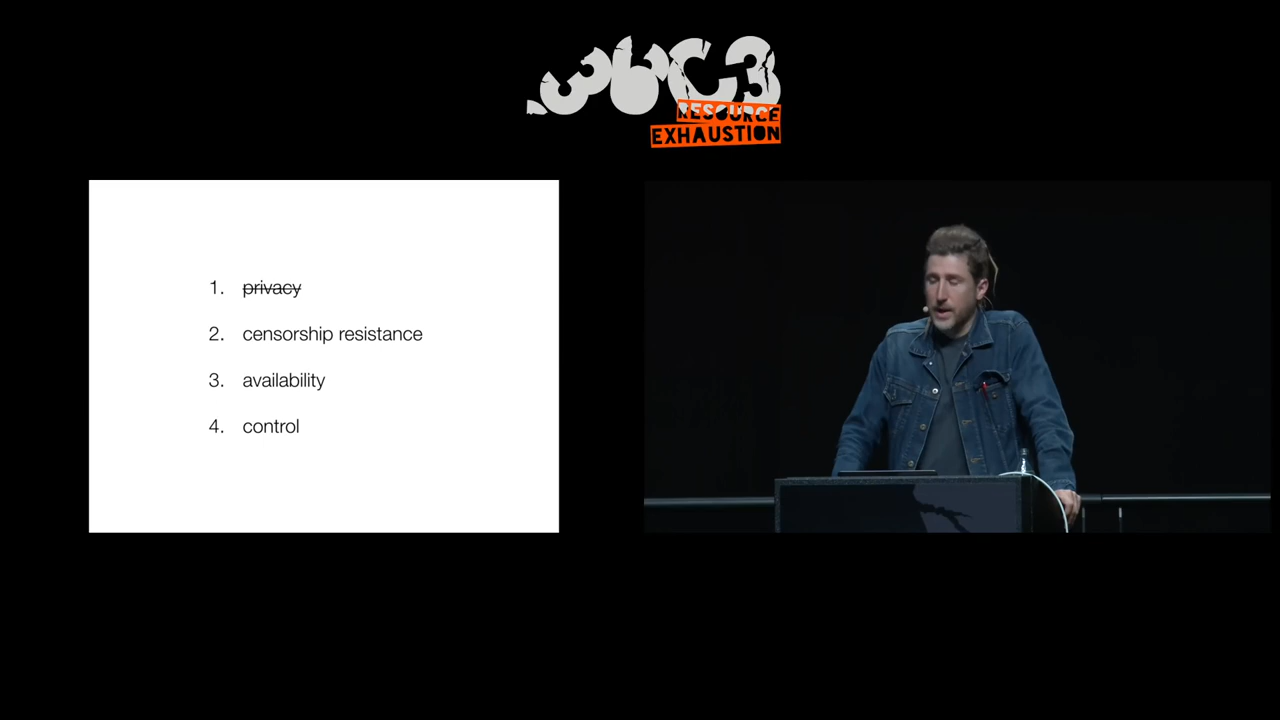 36C3
RESOURCE
EXHAUSTION
1. privacy
2. censorship resistance
3. availability
4. control